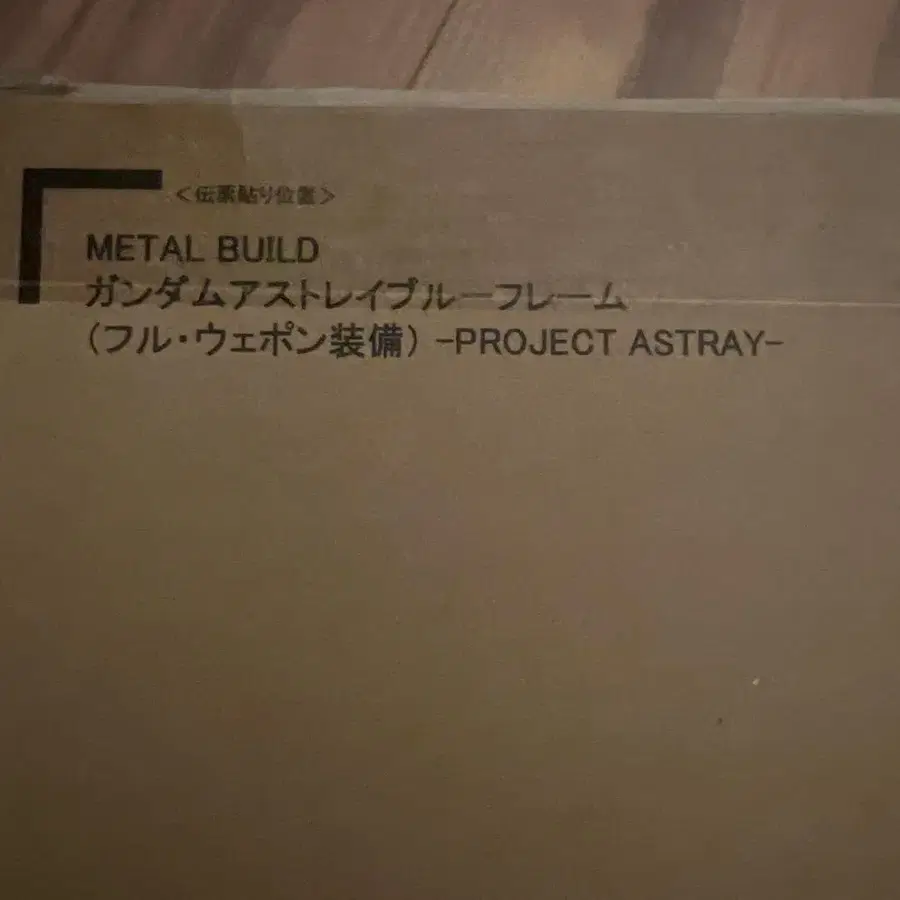 <伝票貼り位置>
METAL BUILD
ガンダムアストレイブルーフレーム
(フル・ウェポン装備) -PROJECT ASTRAY-